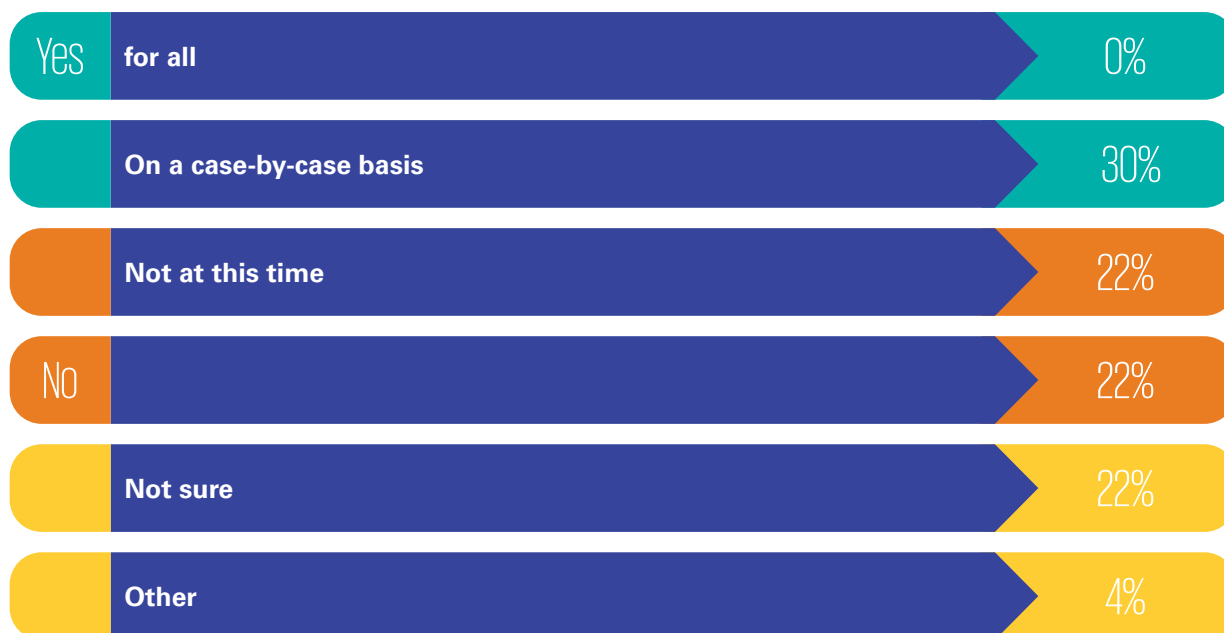 Yes for all 0%
On a case-by-case basis 30%
Not at this time 22%
No 22%
Not sure 22%
Other 4%